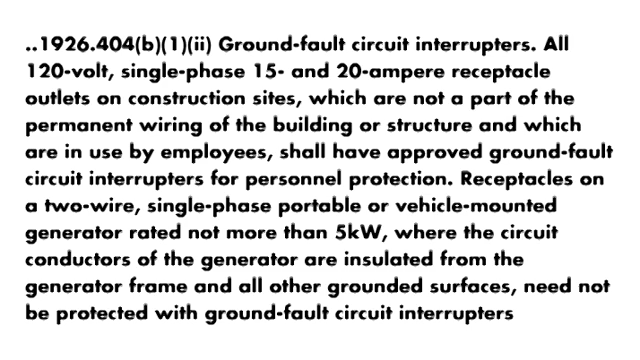 ..1926.404(b)(1)(ii) Ground-fault circuit interrupters. All
120-volt, single-phase 15- and 20-ampere receptacle
outlets on construction sites, which are not a part of the
permanent wiring of the building or structure and which
are in use by employees, shall have approved ground-fault
circuit interrupters for personnel protection. Receptacles on
a two-wire, single-phase portable or vehicle-mounted
generator rated not more than 5kW, where the circuit
conductors of the generator are insulated from the
generator frame and all other grounded surfaces, need not
be protected with ground-fault circuit interrupters